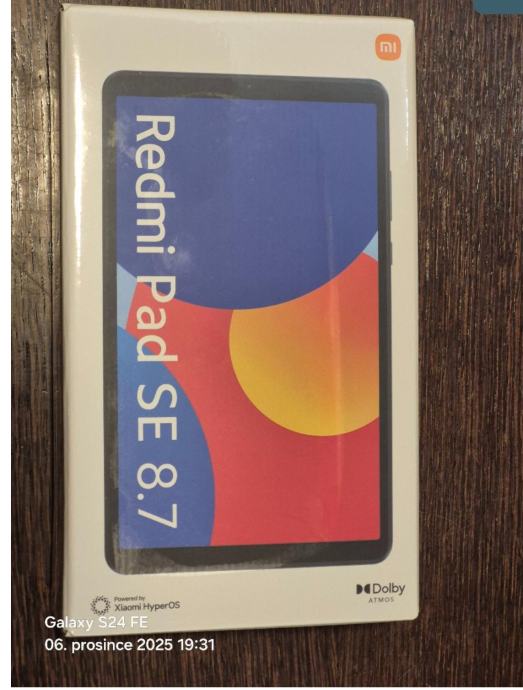 Redmi Pad SE 8.7
Powered by
Xiaomi HyperOS
Dolby
ATMOS
Galaxy S24 FE
06. prosince 2025 19:31